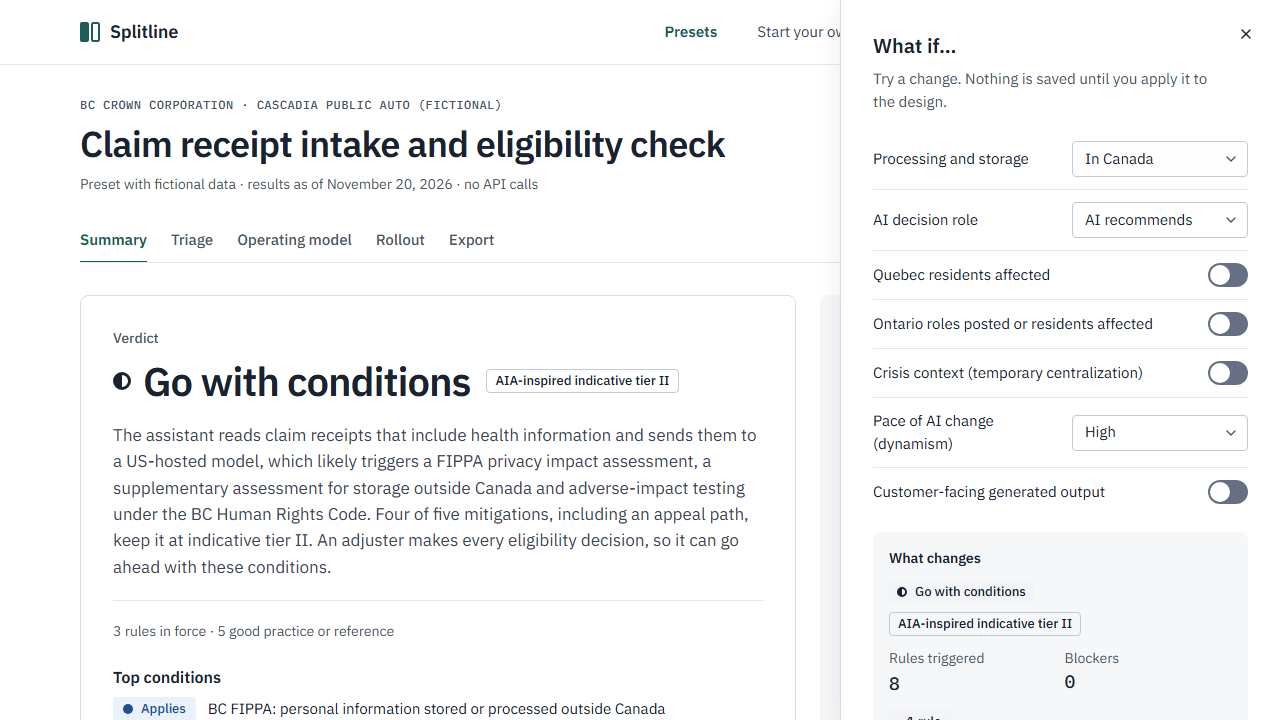 Splitline
Presets
Start your ow
BC CROWN CORPORATION · CASCADIA PUBLIC AUTO (FICTIONAL)
Claim receipt intake and eligibility check
Preset with fictional data · results as of November 20, 2026 · no API calls
Summary
Triage
Operating model
Rollout
Export
Verdict
Go with conditions
AIA-inspired indicative tier II
The assistant reads claim receipts that include health information and sends them to
a US-hosted model, which likely triggers a FIPPA privacy impact assessment, a
supplementary assessment for storage outside Canada and adverse-impact testing
under the BC Human Rights Code. Four of five mitigations, including an appeal path,
keep it at indicative tier II. An adjuster makes every eligibility decision, so it can go
ahead with these conditions.
3 rules in force · 5 good practice or reference
Top conditions
Applies
BC FIPPA: personal information stored or processed outside Canada
What if...
Try a change. Nothing is saved until you apply it to
the design.
Processing and storage
In Canada
AI decision role
AI recommends
Quebec residents affected
Ontario roles posted or residents affected
Crisis context (temporary centralization)
Pace of AI change
(dynamism)
High
Customer-facing generated output
What changes
Go with conditions
AIA-inspired indicative tier II
Rules triggered
8
Blockers
0